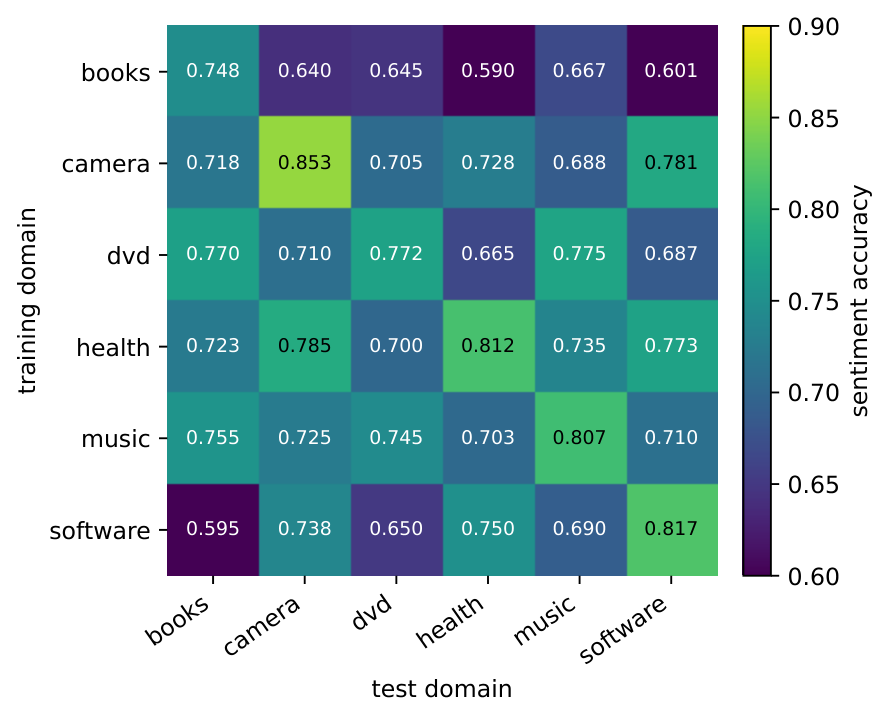 books 0.748 0.640 0.645 0.590 0.667 0.601
camera 0.718 0.853 0.705 0.728 0.688 0.781
dvd 0.770 0.710 0.772 0.665 0.775 0.687
health 0.723 0.785 0.700 0.812 0.735 0.773
music 0.755 0.725 0.745 0.703 0.807 0.710
software 0.595 0.738 0.650 0.750 0.690 0.817
books camera dvd health music software
test domain
training domain
0.90
0.85
0.80
0.75
0.70
0.65
0.60
sentiment accuracy